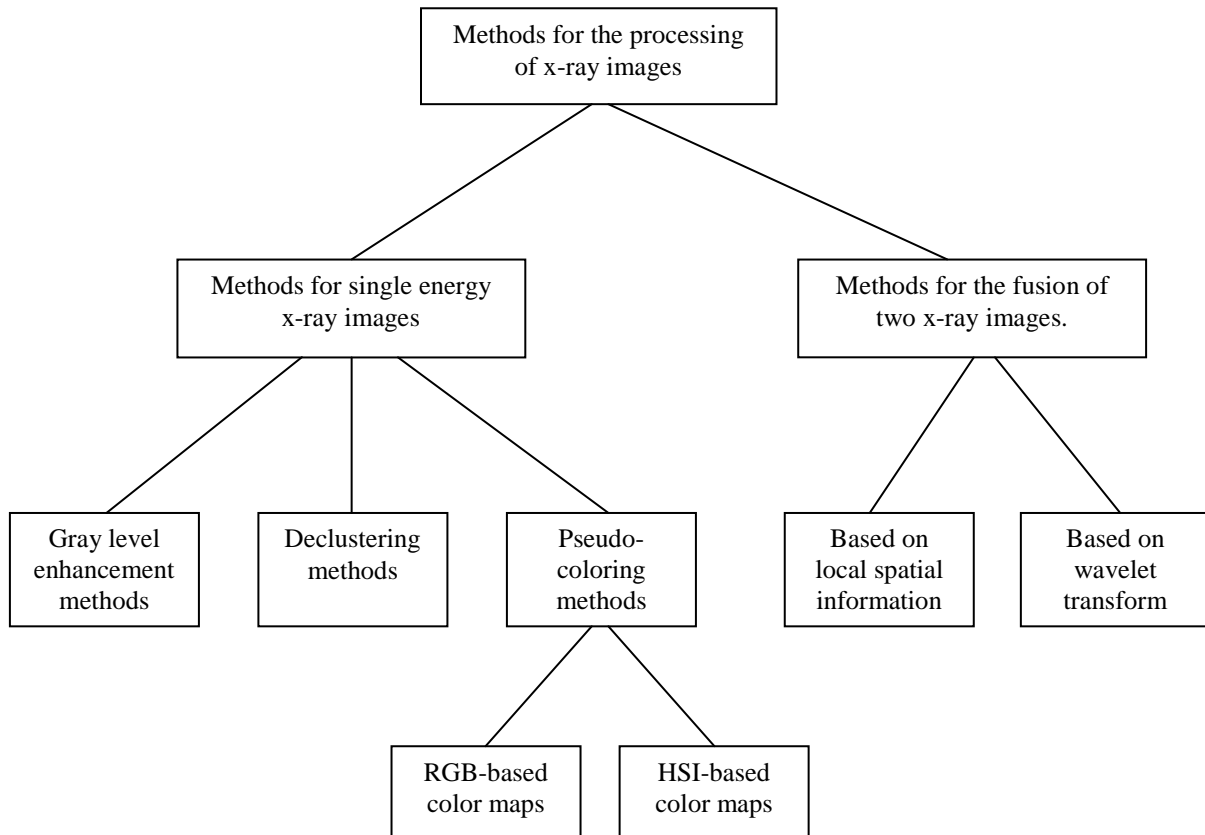 Methods for the processing
of x-ray images
Methods for single energy
x-ray images
Methods for the fusion of
two x-ray images.
Gray level
enhancement
methods
Declustering
methods
Pseudo-
coloring
methods
Based on
local spatial
information
Based on
wavelet
transform
RGB-based
color maps
HSI-based
color maps